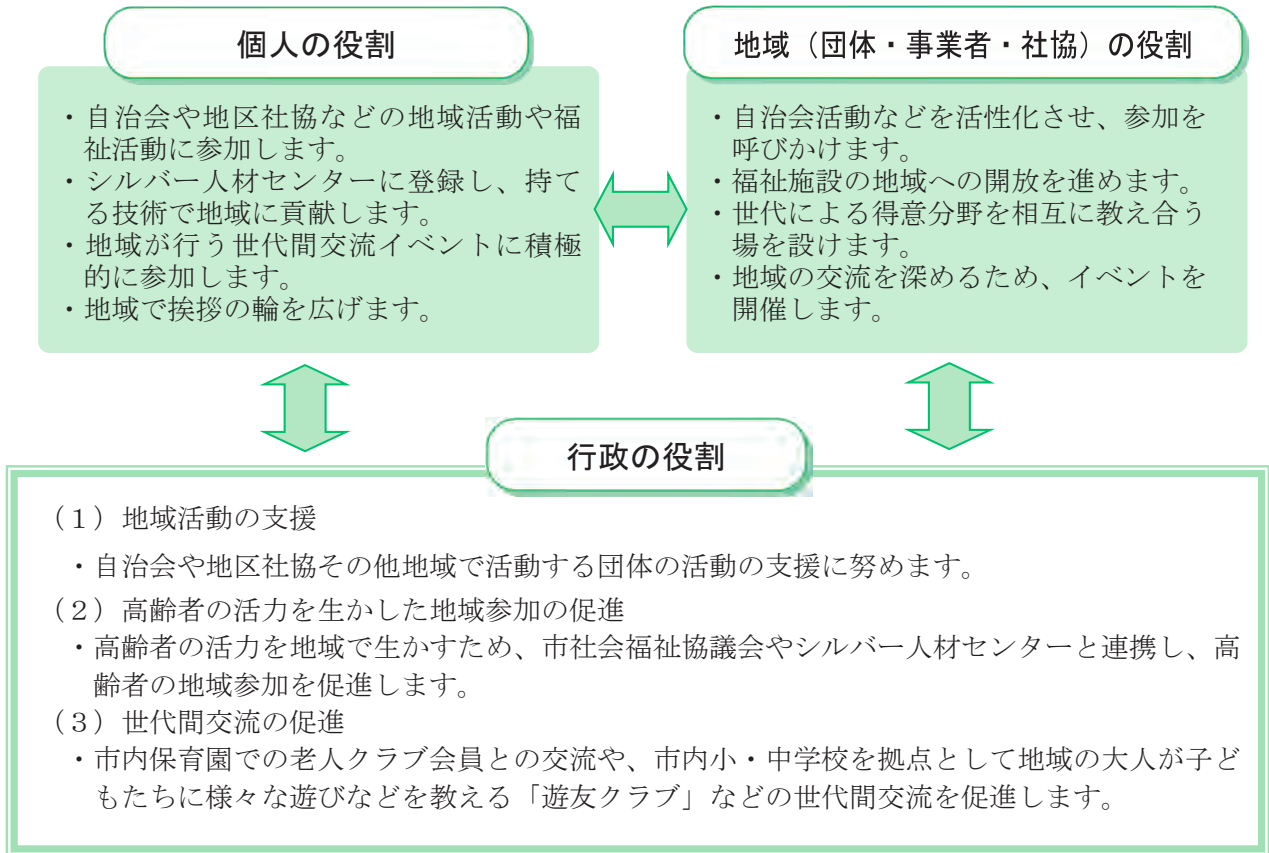 個人の役割
・自治会や地区社協などの地域活動や福
祉活動に参加します。
・シルバー人材センターに登録し、持て
る技術で地域に貢献します。
・地域が行う世代間交流イベントに積極
的に参加します。
・地域で挨拶の輪を広げます。
地域（団体・事業者・社協）の役割
・自治会活動などを活性化させ、参加を
呼びかけます。
・福祉施設の地域への開放を進めます。
・世代による得意分野を相互に教え合う
場を設けます。
・地域の交流を深めるため、イベントを
開催します。
行政の役割
（１）地域活動の支援
・自治会や地区社協その他地域で活動する団体の活動の支援に努めます。
（２）高齢者の活力を生かした地域参加の促進
・高齢者の活力を地域で生かすため、市社会福祉協議会やシルバー人材センターと連携し、高
齢者の地域参加を促進します。
（３）世代間交流の促進
・市内保育園での老人クラブ会員との交流や、市内小・中学校を拠点として地域の大人が子ど
もたちに様々な遊びなどを教える「遊友クラブ」などの世代間交流を促進します。